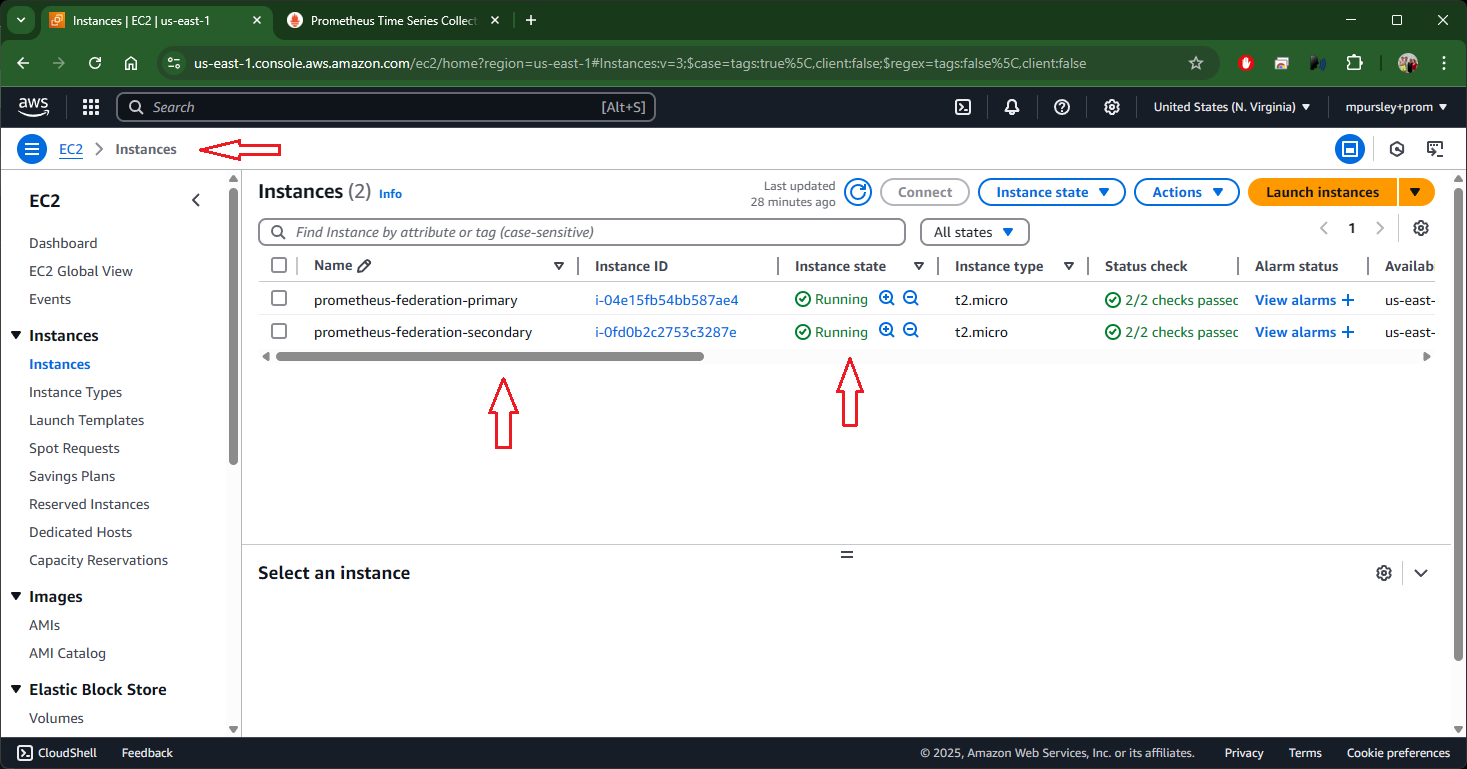 Instances | EC2 | us-east-1
Prometheus Time Series Collect
us-east-1.console.aws.amazon.com/ec2/home?region=us-east-1#Instances:v=3;$case=tags:true%5C,client:false;$regex=tags:false%5C,client:false
aws
Search
[Alt+S]
United States (N. Virginia)
mpursley+prom
EC2
Instances
EC2
Dashboard
EC2 Global View
Events
Instances
Instances
Instance Types
Launch Templates
Spot Requests
Savings Plans
Reserved Instances
Dedicated Hosts
Capacity Reservations
Images
AMIs
AMI Catalog
Elastic Block Store
Volumes
Instances (2) Info
Last updated
28 minutes ago
Connect
Instance state
Actions
Launch instances
Find Instance by attribute or tag (case-sensitive)
All states
1
Name Instance ID Instance state Instance type Status check Alarm status Availab
prometheus-federation-primary i-04e15fb54bb587ae4 Running t2.micro 2/2 checks passed View alarms + us-east-
prometheus-federation-secondary i-0fd0b2c2753c3287e Running t2.micro 2/2 checks passed View alarms + us-east-
Select an instance
CloudShell
Feedback
© 2025, Amazon Web Services, Inc. or its affiliates.
Privacy
Terms
Cookie preferences